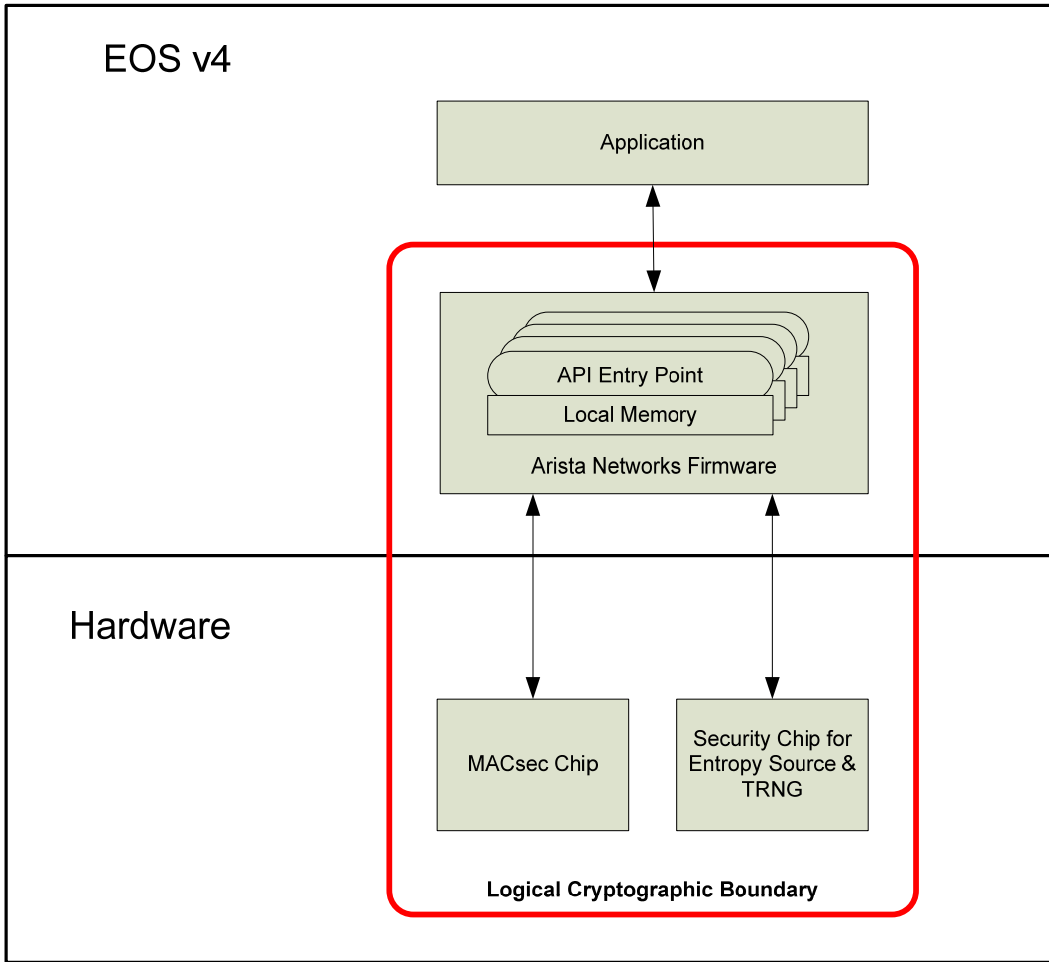 EOS v4
Application
API Entry Point
Local Memory
Arista Networks Firmware
Hardware
MACsec Chip
Security Chip for
Entropy Source &
TRNG
Logical Cryptographic Boundary